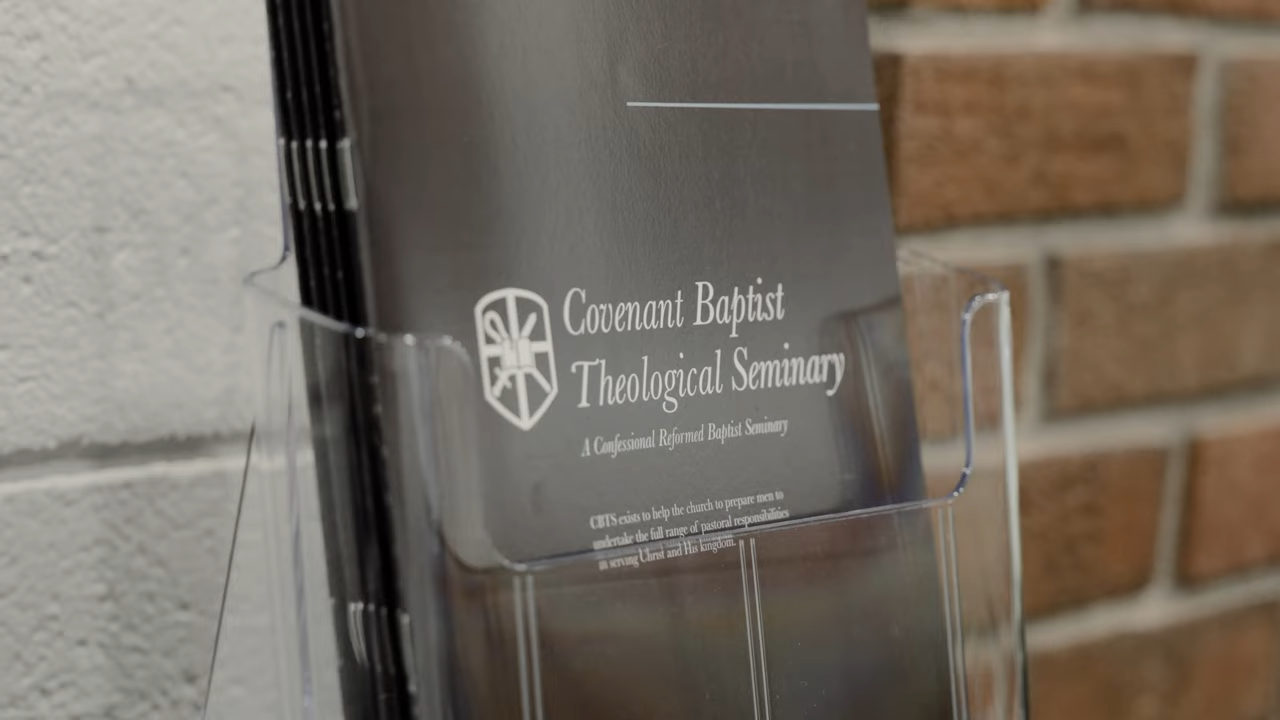 Covenant Baptist
Theological Seminary
A Confessional Reformed Baptist Seminary
CBTS exists to help the church to prepare men to
undertake the full range of pastoral responsibilities
in serving Christ and His kingdom.